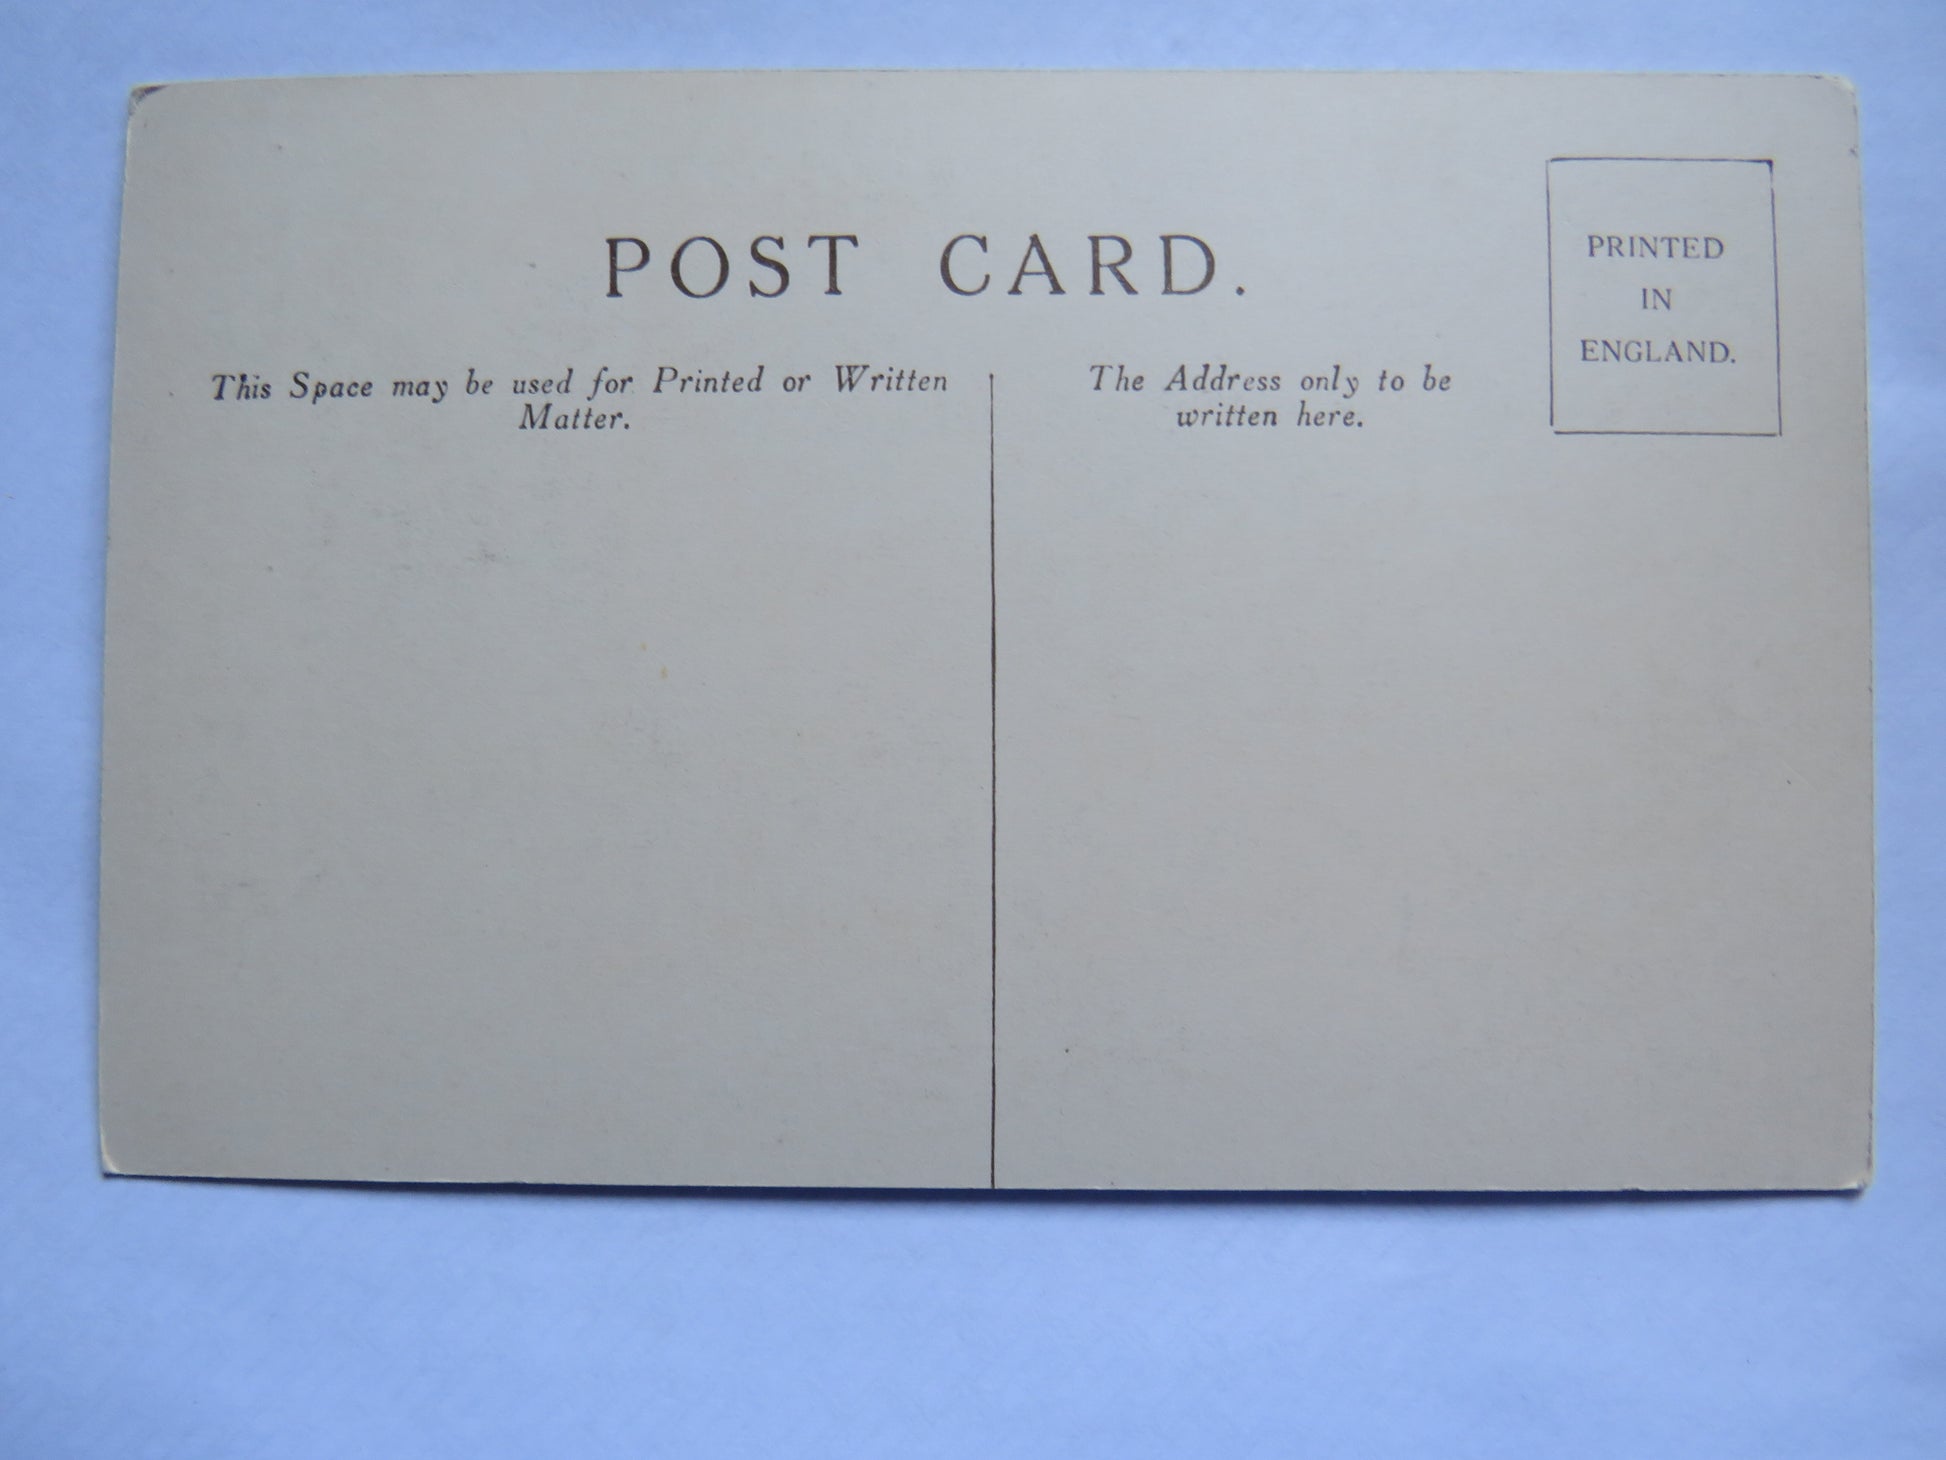 POST CARD.
PRINTED
IN
ENGLAND.
This Space may be used for Printed or Written
Matter.
The Address only to be
written here.